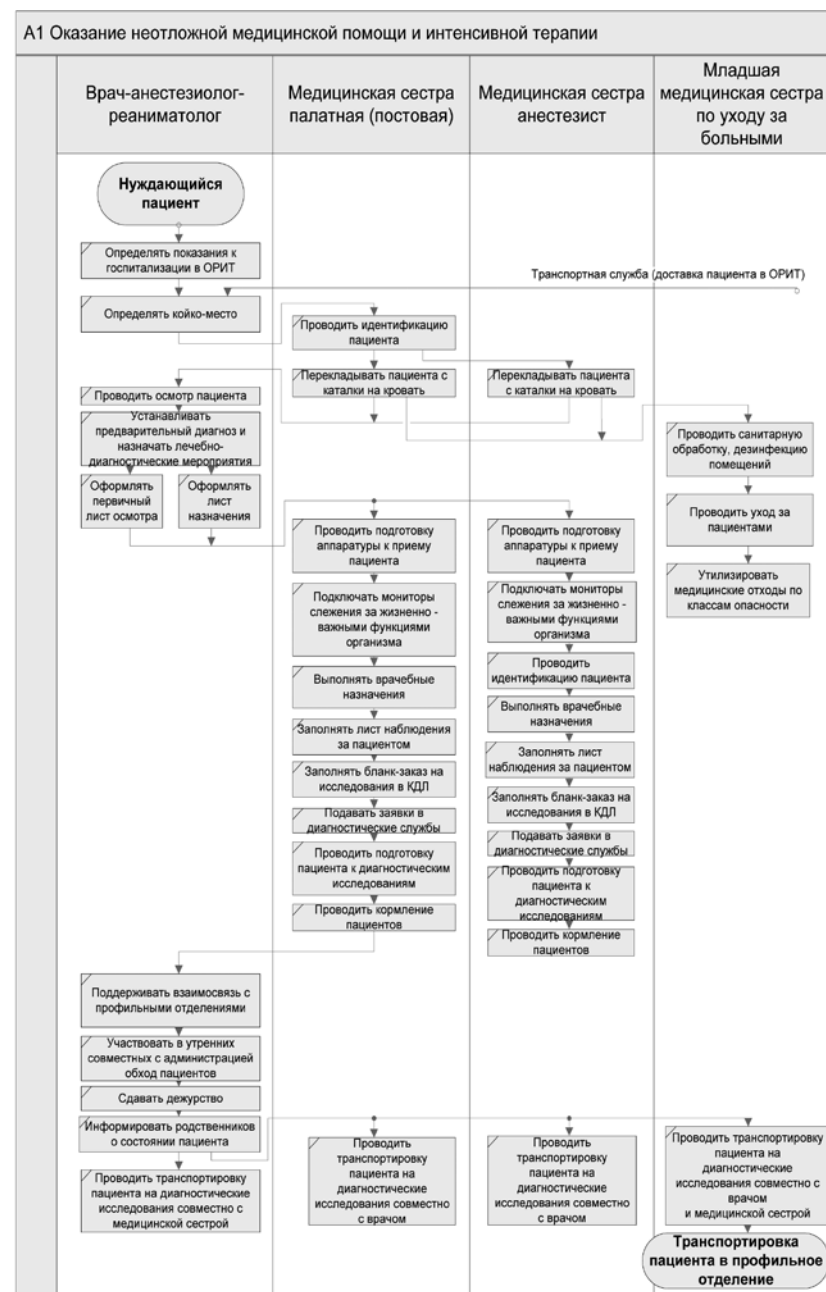 А1 Оказание неотложной медицинской помощи и интенсивной терапии
Врач-анестезиолог-
реаниматолог
Медицинская сестра
палатная (постовая)
Медицинская сестра
анестезист
Младшая
медицинская сестра
по уходу за
больными
Нуждающийся
пациент
Определять показания к
госпитализации в ОРИТ
Транспортная служба (доставка пациента в ОРИТ)
Определять койко-место
Проводить идентификацию
пациента
Перекладывать пациента с
каталки на кровать
Перекладывать пациента
с каталки на кровать
Проводить осмотр пациента
Устанавливать
предварительный диагноз и
назначать лечебно-
диагностические мероприятия
Оформлять
первичный
лист осмотра
Оформлять
лист
назначения
Проводить санитарную
обработку, дезинфекцию
помещений
Проводить уход за
пациентами
Утилизировать
медицинские отходы по
классам опасности
Проводить подготовку
аппаратуры к приему
пациента
Подключать мониторы
слежения за жизненно -
важными функциями
организма
Выполнять врачебные
назначения
Заполнять лист наблюдения
за пациентом
Заполнять бланк-заказ на
исследования в КДЛ
Подавать заявки в
диагностические службы
Проводить подготовку
пациента к диагностическим
исследованиям
Проводить кормление
пациентов
Проводить подготовку
аппаратуры к приему
пациента
Подключать мониторы
слежения за жизненно -
важными функциями
организма
Проводить
идентификацию пациента
Выполнять врачебные
назначения
Заполнять лист
наблюдения за пациентом
Заполнять бланк-заказ на
исследования в КДЛ
Подавать заявки в
диагностические службы
Проводить подготовку
пациента к
диагностическим
исследованиям
Проводить кормление
пациентов
Поддерживать взаимосвязь с
профильными отделениями
Участвовать в утренних
совместных с администрацией
обход пациентов
Сдавать дежурство
Информировать родственников
о состоянии пациента
Проводить транспортировку
пациента на диагностические
исследования совместно с
медицинской сестрой
Проводить
транспортировку
пациента на
диагностические
исследования совместно
с врачом
Проводить
транспортировку
пациента на
диагностические
исследования совместно
с врачом
Проводить транспортировку
пациента на
диагностические
исследования совместно с
врачом
и медицинской сестрой
Транспортировка
пациента в профильное
отделение